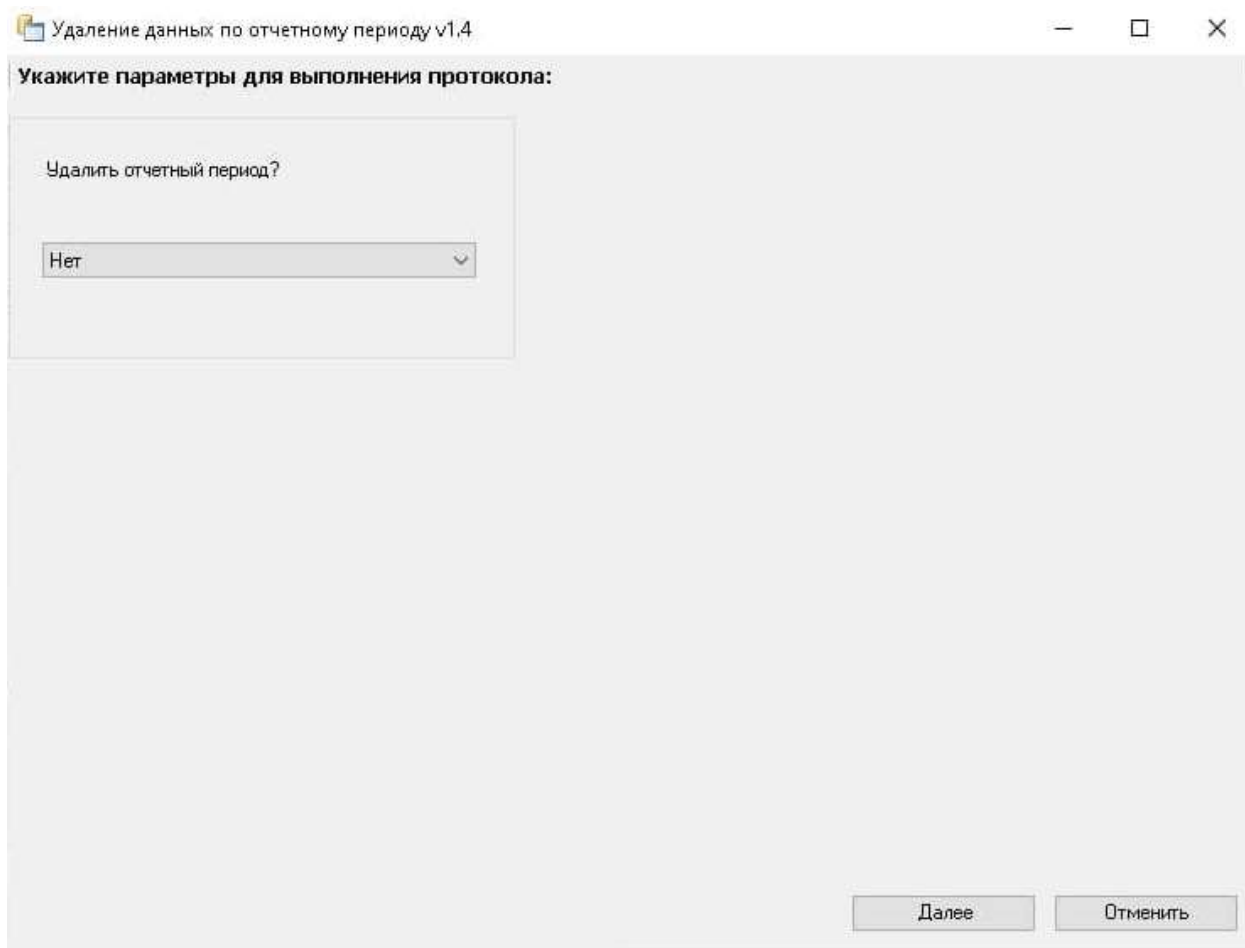 Удаление данных по отчетному периоду v1.4
Укажите параметры для выполнения протокола:
Удалить отчетный период?
Нет
Далее
Отменить